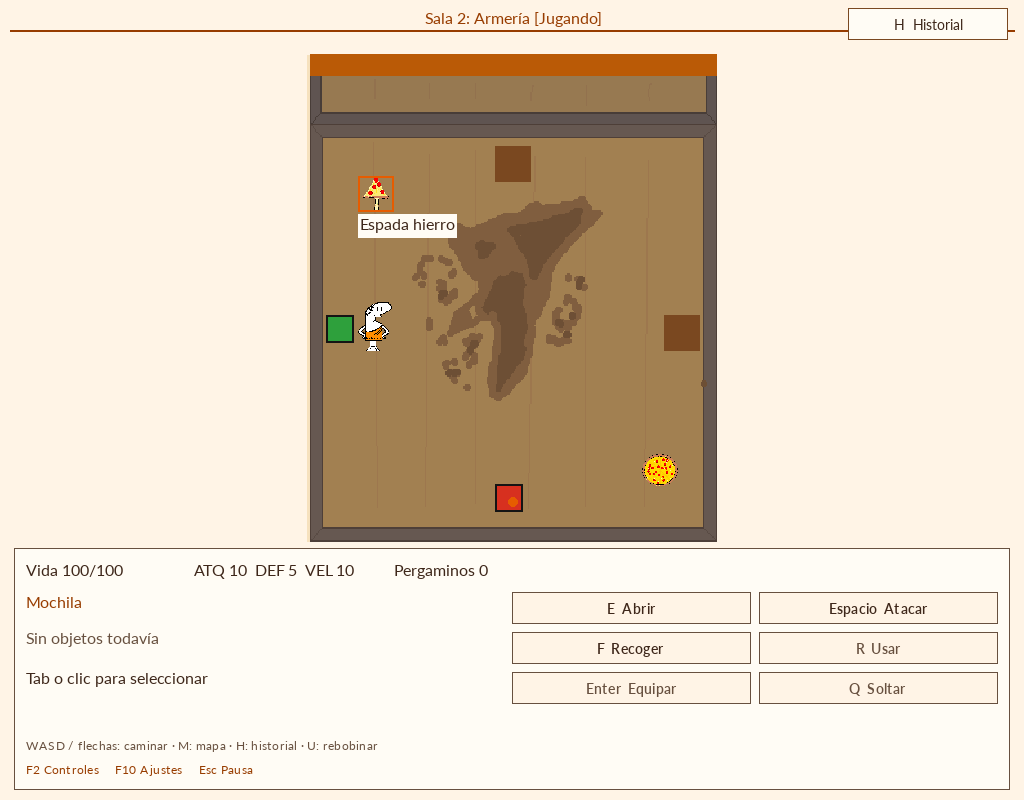 Sala 2: Armería [Jugando]
H Historial
Espada hierro
Vida 100/100 ATQ 10 DEF 5 VEL 10 Pergaminos 0
Mochila
Sin objetos todavía
Tab o clic para seleccionar
E Abrir Espacio Atacar
F Recoger R Usar
Enter Equipar Q Soltar
WASD / flechas: caminar · M: mapa · H: historial · U: rebobinar
F2 Controles F10 Ajustes Esc Pausa